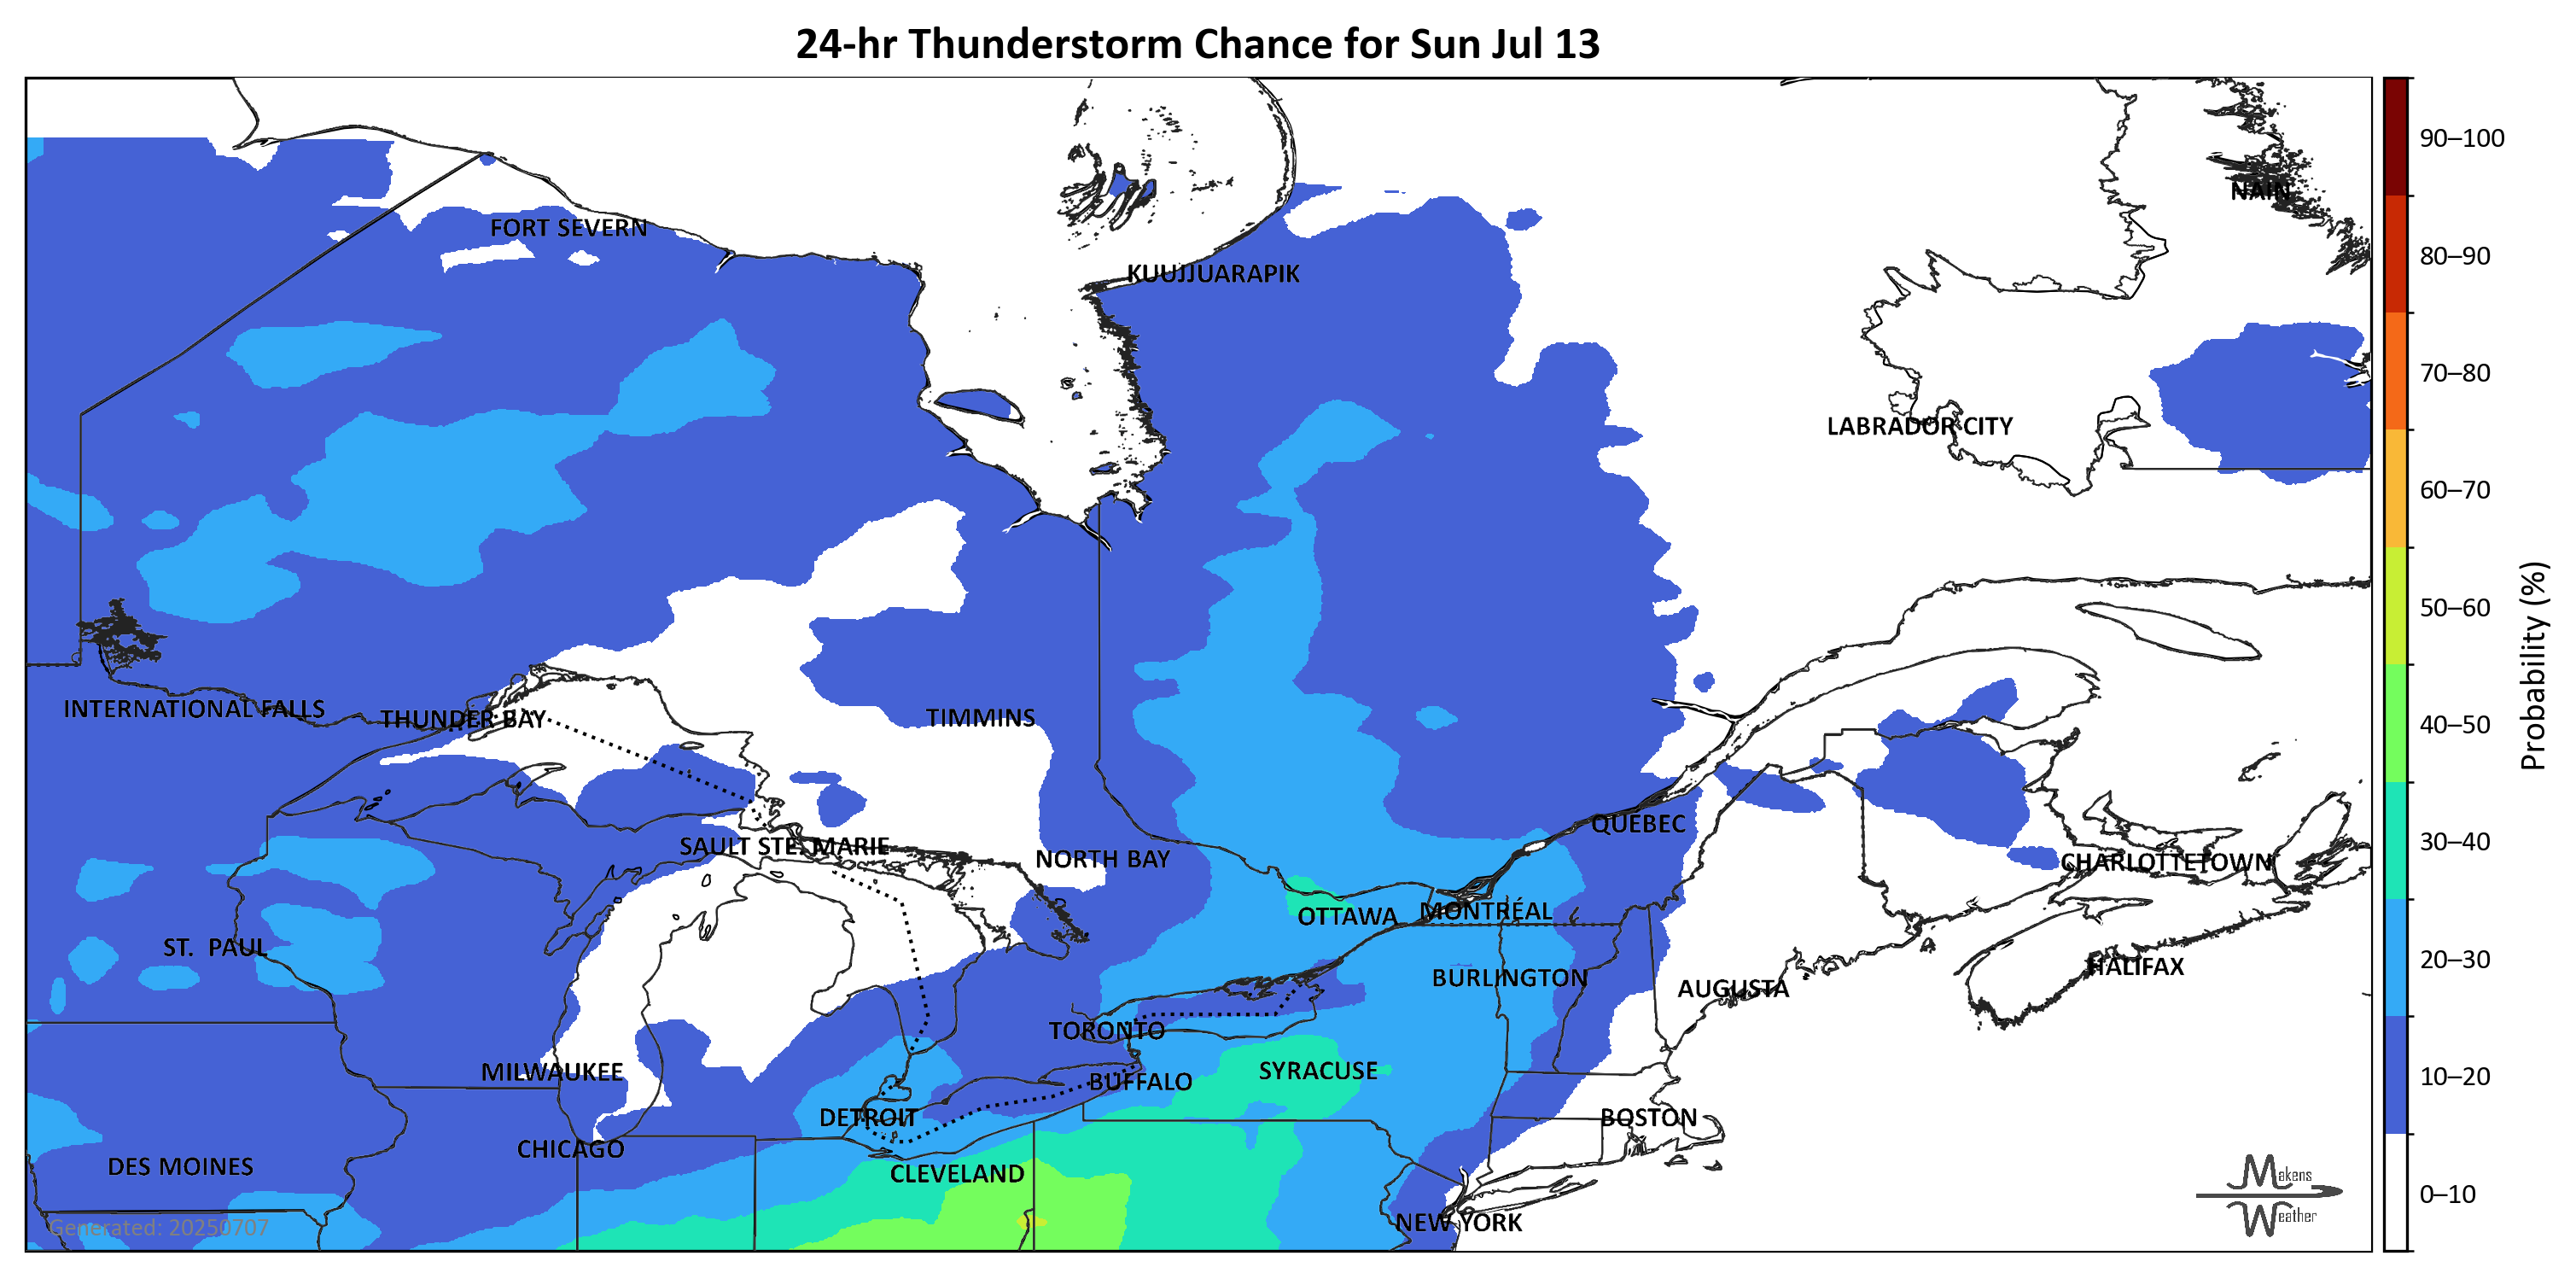 24-hr Thunderstorm Chance for Sun Jul 13
90–100
NAIN
FORT SEVERN
80–90
KUUJJUARAPIK
70–80
LABRADOR CITY
60–70
50–60
Probability (%)
INTERNATIONAL FALLS
THUNDER BAY
TIMMINS
40–50
QUEBEC
30–40
SAULT STE. MARIE
NORTH BAY
CHARLOTTETOWN
OTTAWA
MONTRÉAL
ST. PAUL
20–30
BURLINGTON
HALIFAX
AUGUSTA
TORONTO
MILWAUKEE
SYRACUSE
10–20
BUFFALO
DETROIT
BOSTON
CHICAGO
DES MOINES
CLEVELAND
Makens
Weather
0–10
NEW YORK
Generated: 20250707